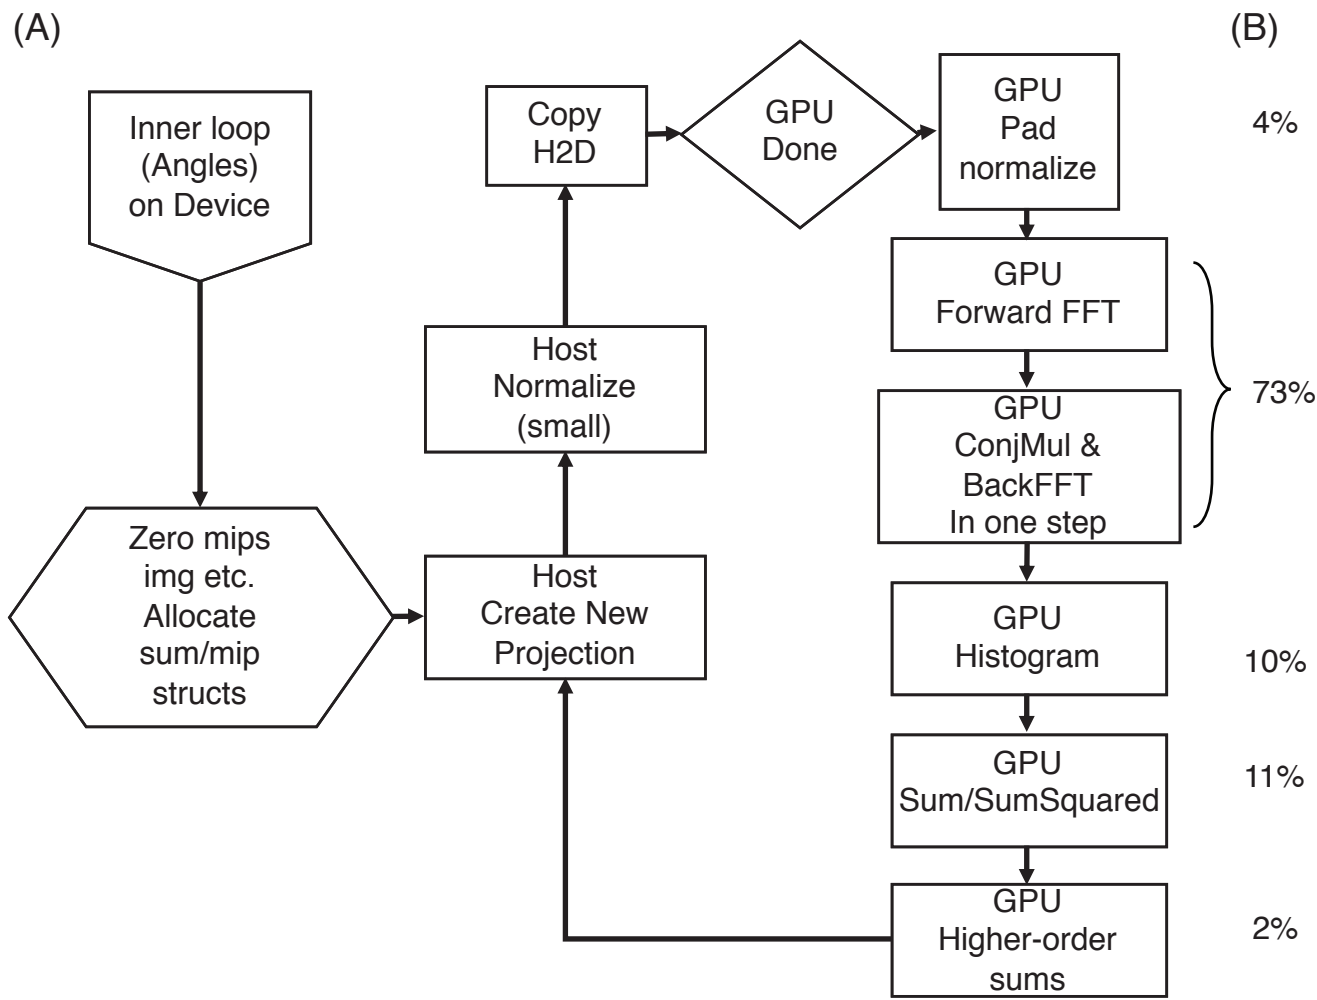 (A)
Inner loop
(Angles)
on Device
Zero mips
img etc.
Allocate
sum/mip
structs
Host
Create New
Projection
Host
Normalize
(small)
Copy
H2D
GPU
Done
GPU
Pad
normalize
GPU
Forward FFT
GPU
ConjMul &
BackFFT
In one step
GPU
Histogram
GPU
Sum/SumSquared
GPU
Higher-order
sums
(B)
4%
73%
10%
11%
2%